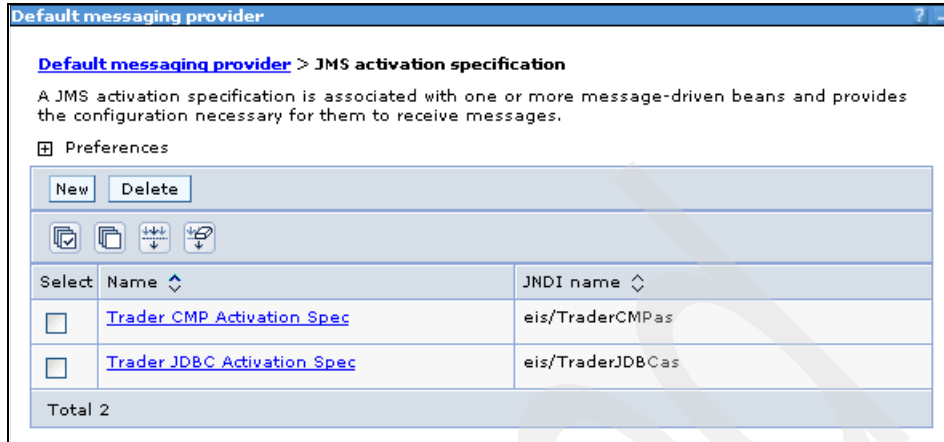 Default messaging provider ? –
Default messaging provider > JMS activation specification
A JMS activation specification is associated with one or more message-driven beans and provides
the configuration necessary for them to receive messages.
Preferences
New Delete
Select Name JNDI name
Trader CMP Activation Spec eis/TraderCMPas
Trader JDBC Activation Spec eis/TraderJDBCas
Total 2